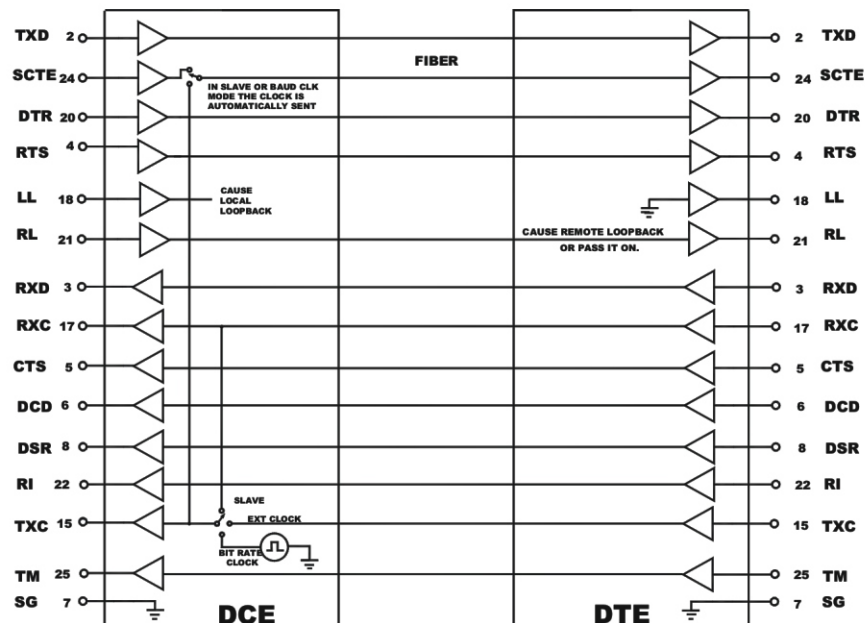 TXD 2 2 TXD
FIBER
SCTE 24 24 SCTE
IN SLAVE OR BAUD CLK
MODE THE CLOCK IS
AUTOMATICALLY SENT
DTR 20 20 DTR
RTS 4 4 RTS
CAUSE
LOCAL
LOOPBACK
LL 18 18 LL
RL 21 21 RL
CAUSE REMOTE LOOPBACK
OR PASS IT ON.
RXD 3 3 RXD
RXC 17 17 RXC
CTS 5 5 CTS
DCD 6 6 DCD
DSR 8 8 DSR
RI 22 22 RI
SLAVE
EXT CLOCK
TXC 15 15 TXC
BIT RATE
CLOCK
TM 25 25 TM
SG 7 7 SG
DCE DTE